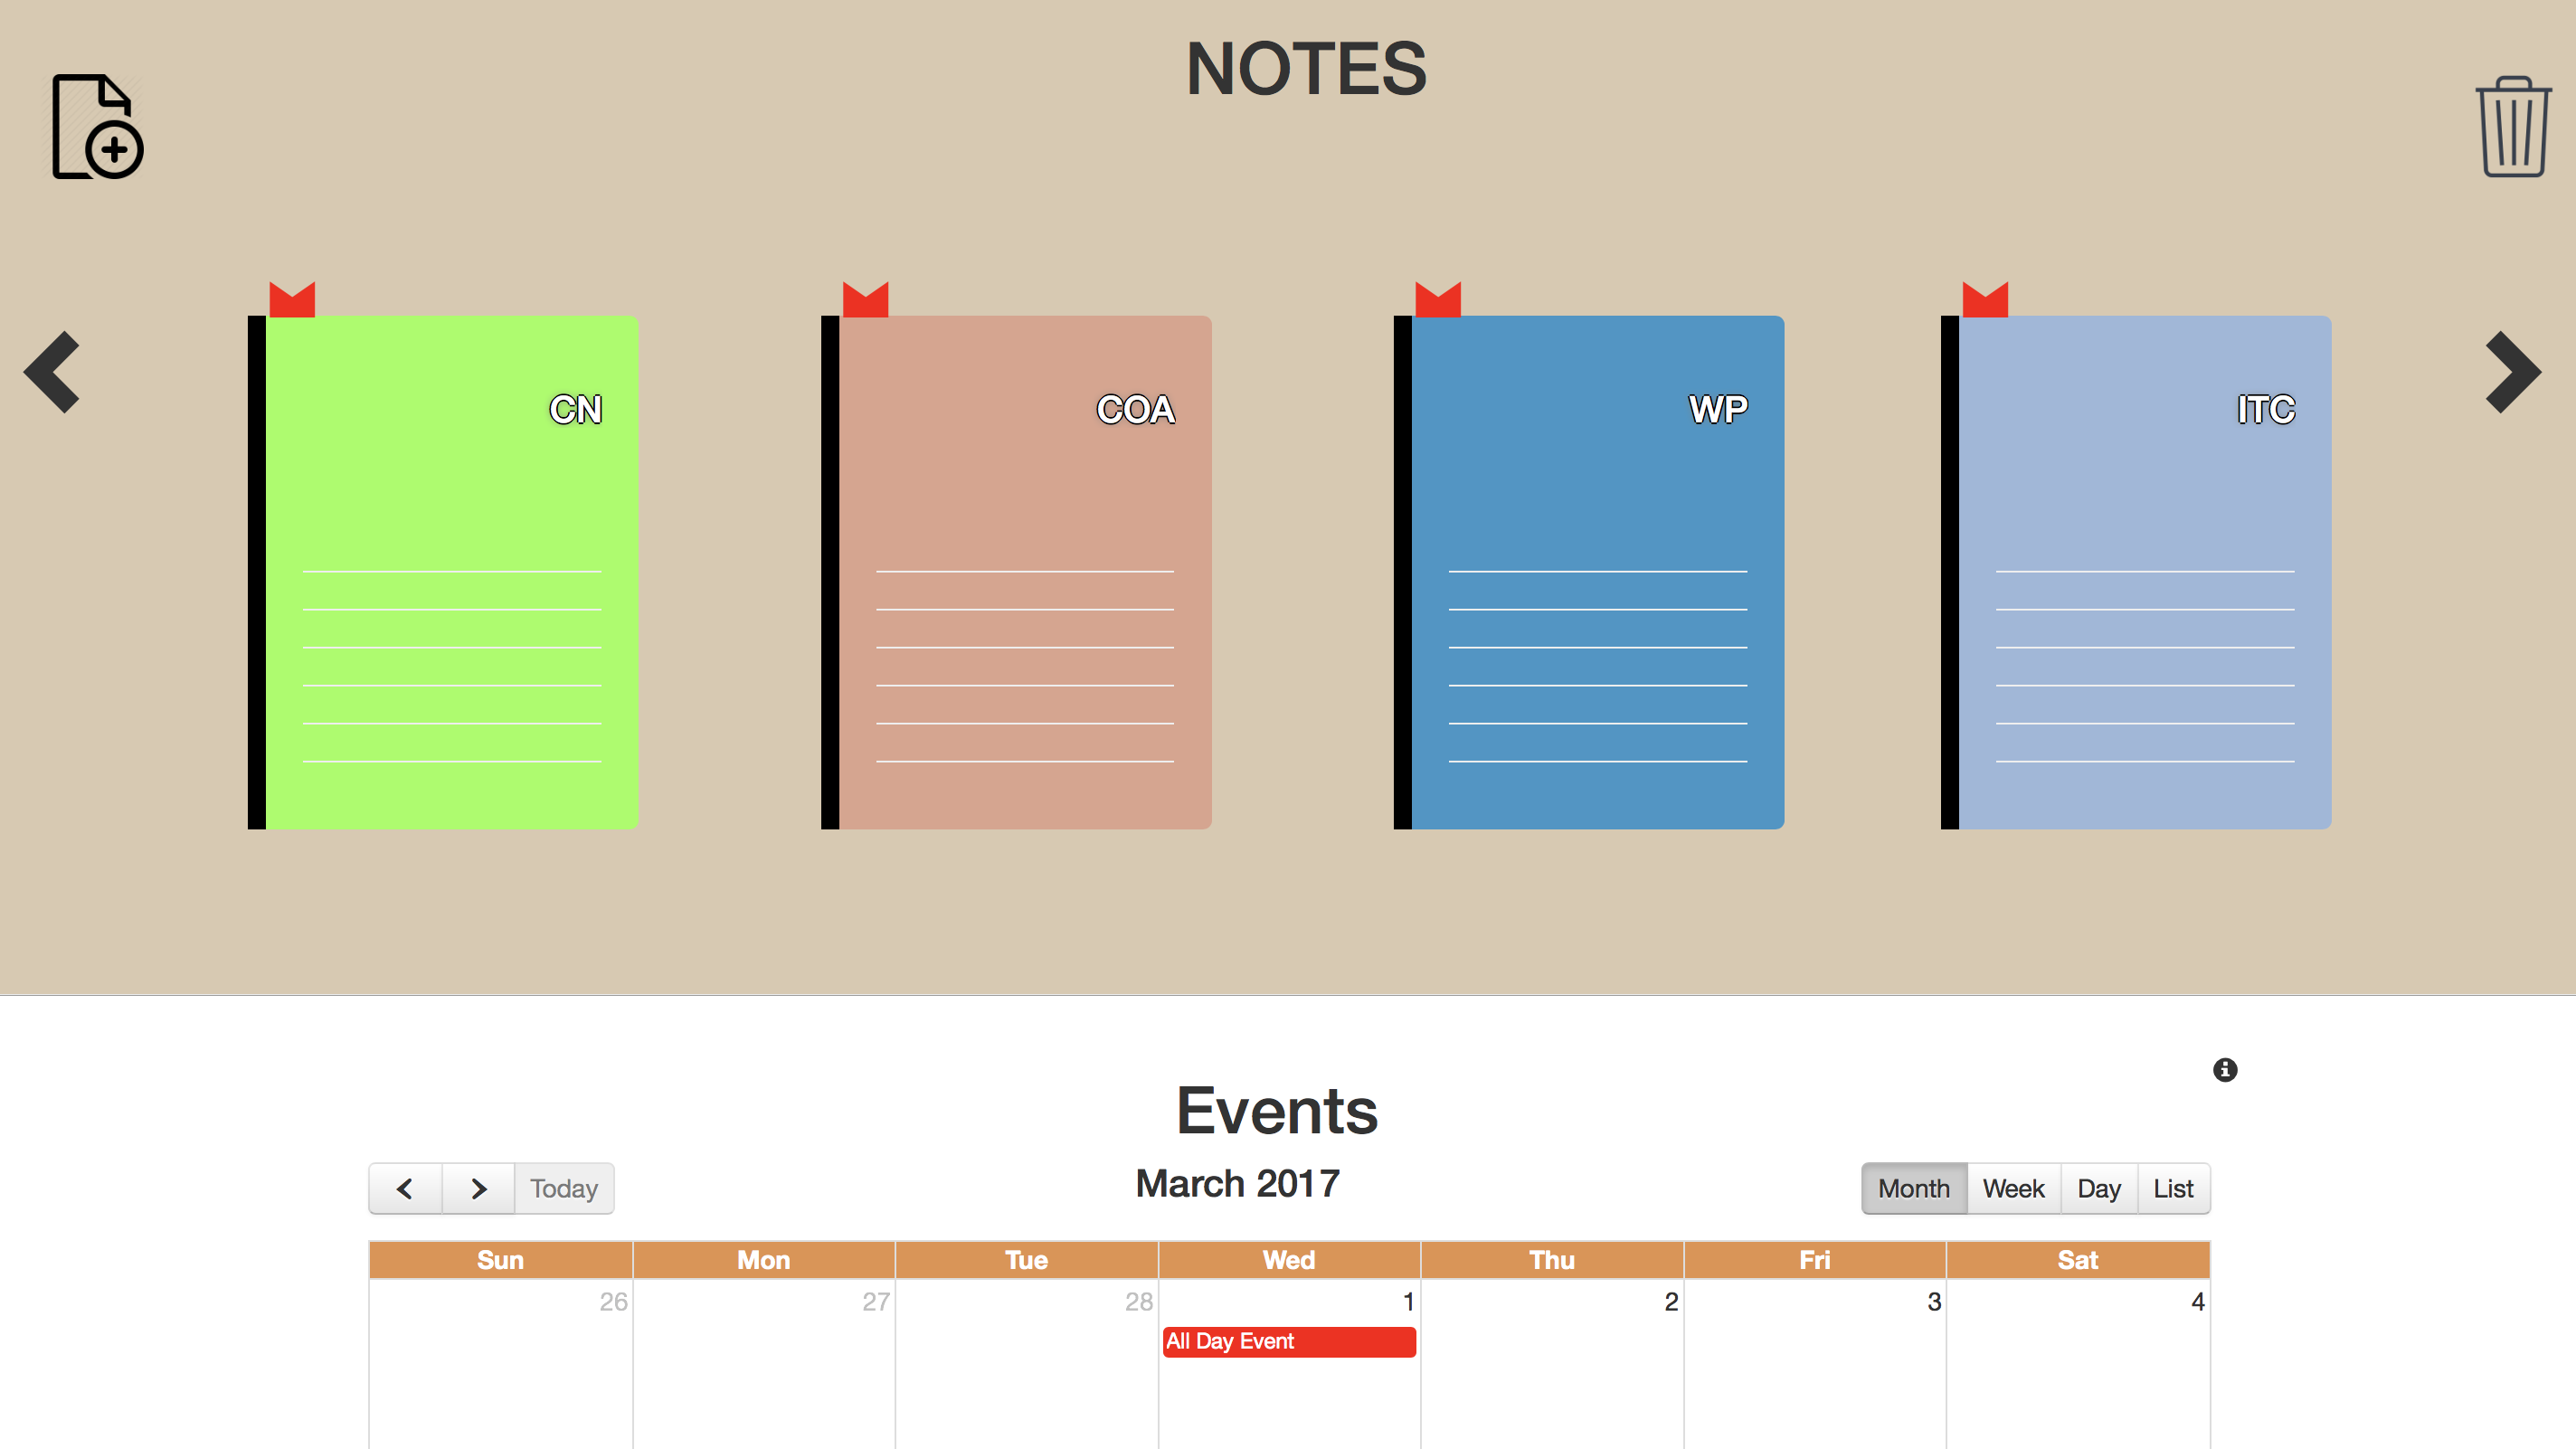 NOTES
CN
COA
WP
ITC
Events
Today
March 2017
Month Week Day List
Sun Mon Tue Wed Thu Fri Sat
26 27 28 1 2 3 4
All Day Event